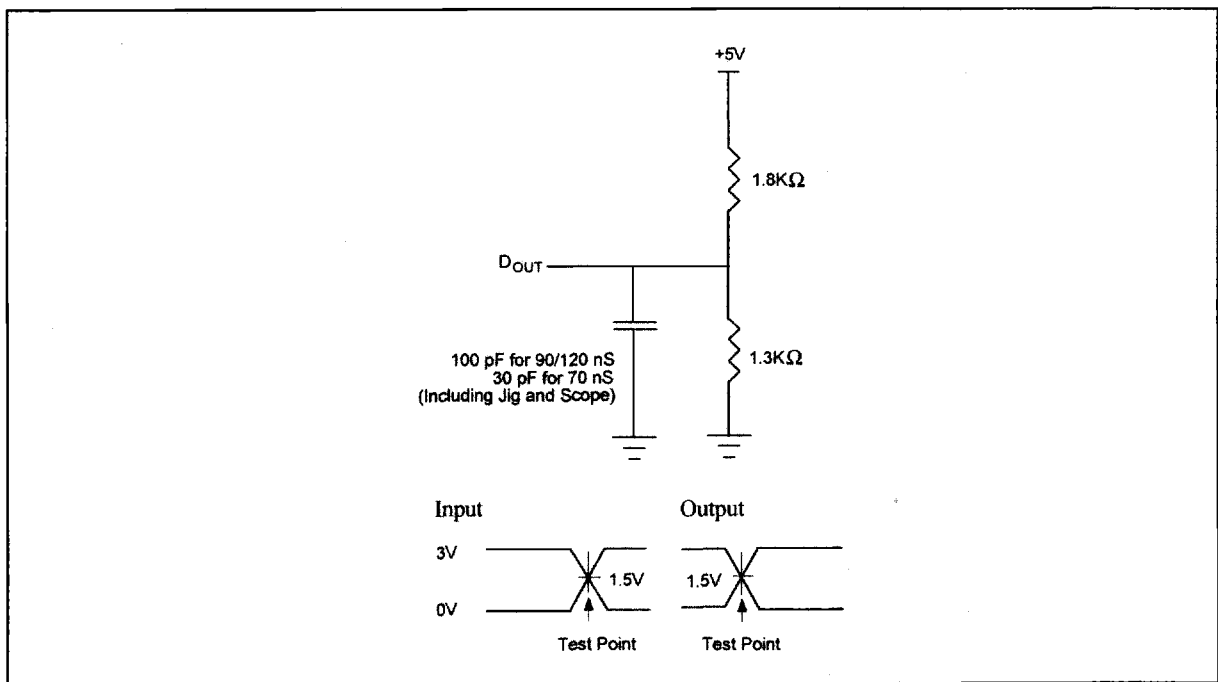 +5V
1.8KΩ
DOUT
1.3KΩ
100 pF for 90/120 nS
30 pF for 70 nS
(Including Jig and Scope)
Input
Output
3V
1.5V
1.5V
0V
Test Point
Test Point